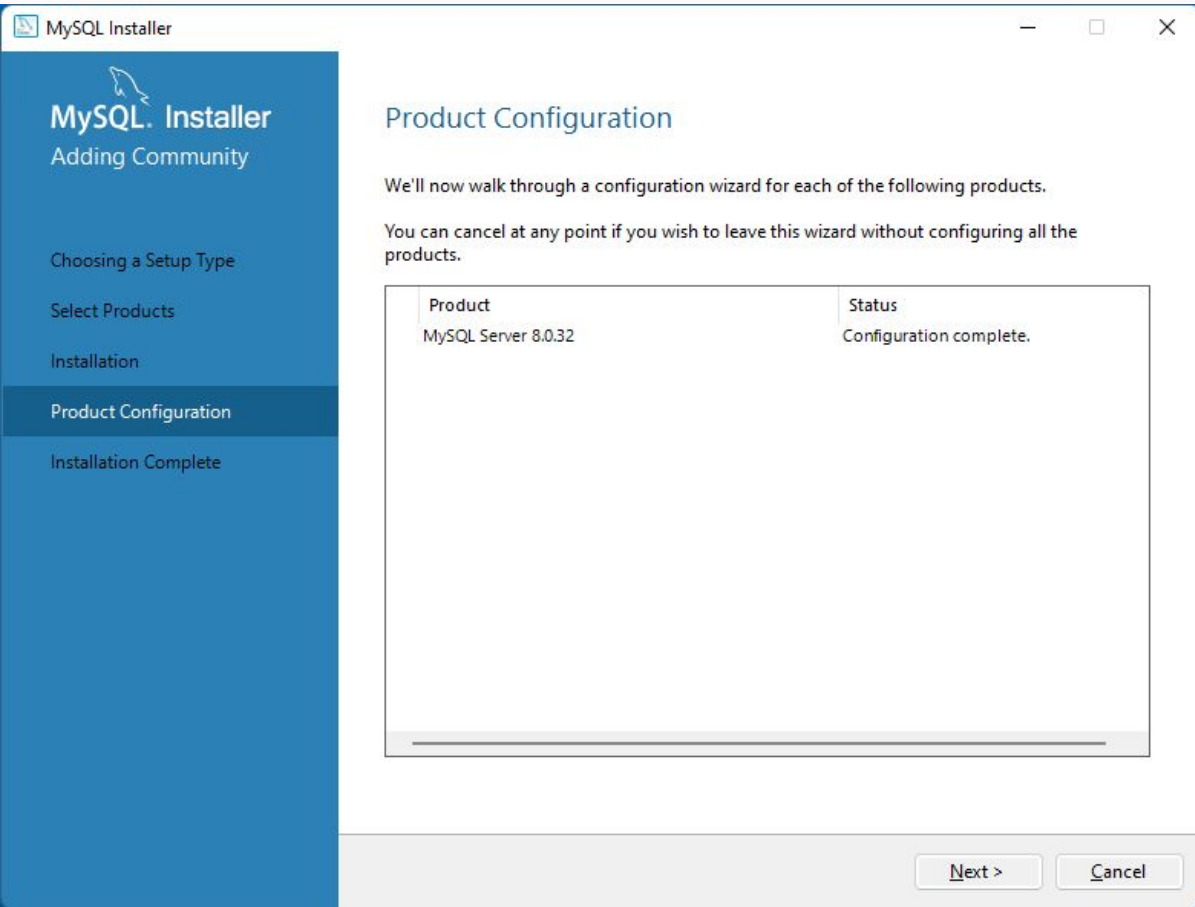 MySQL Installer
MySQL. Installer
Adding Community
Choosing a Setup Type
Select Products
Installation
Product Configuration
Installation Complete
Product Configuration
We'll now walk through a configuration wizard for each of the following products.
You can cancel at any point if you wish to leave this wizard without configuring all the
products.
Product Status
MySQL Server 8.0.32 Configuration complete.
Next > Cancel